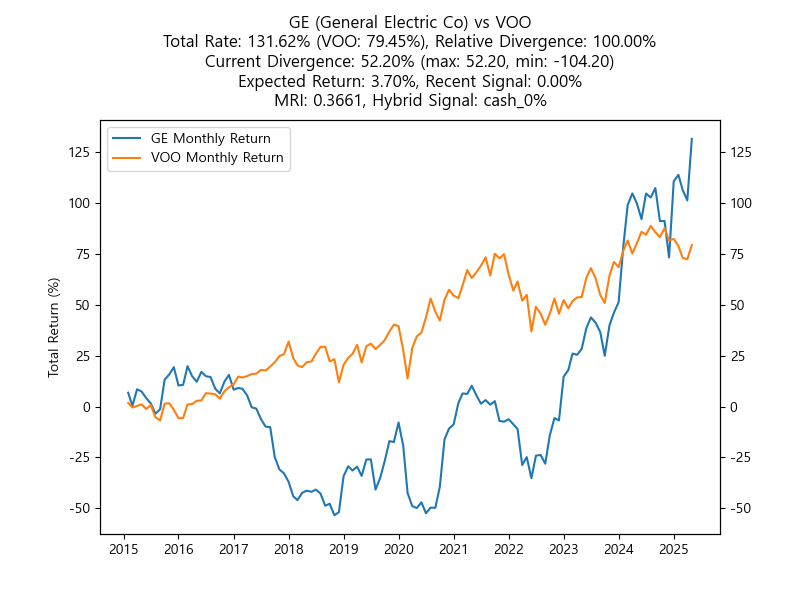 GE (General Electric Co) vs VOO
Total Rate: 131.62% (VOO: 79.45%), Relative Divergence: 100.00%
Current Divergence: 52.20% (max: 52.20, min: -104.20)
Expected Return: 3.70%, Recent Signal: 0.00%
MRI: 0.3661, Hybrid Signal: cash_0%
GE Monthly Return
VOO Monthly Return
Total Return (%)
125
100
75
50
25
0
-25
-50
125
100
75
50
25
0
-25
-50
2015 2016 2017 2018 2019 2020 2021 2022 2023 2024 2025